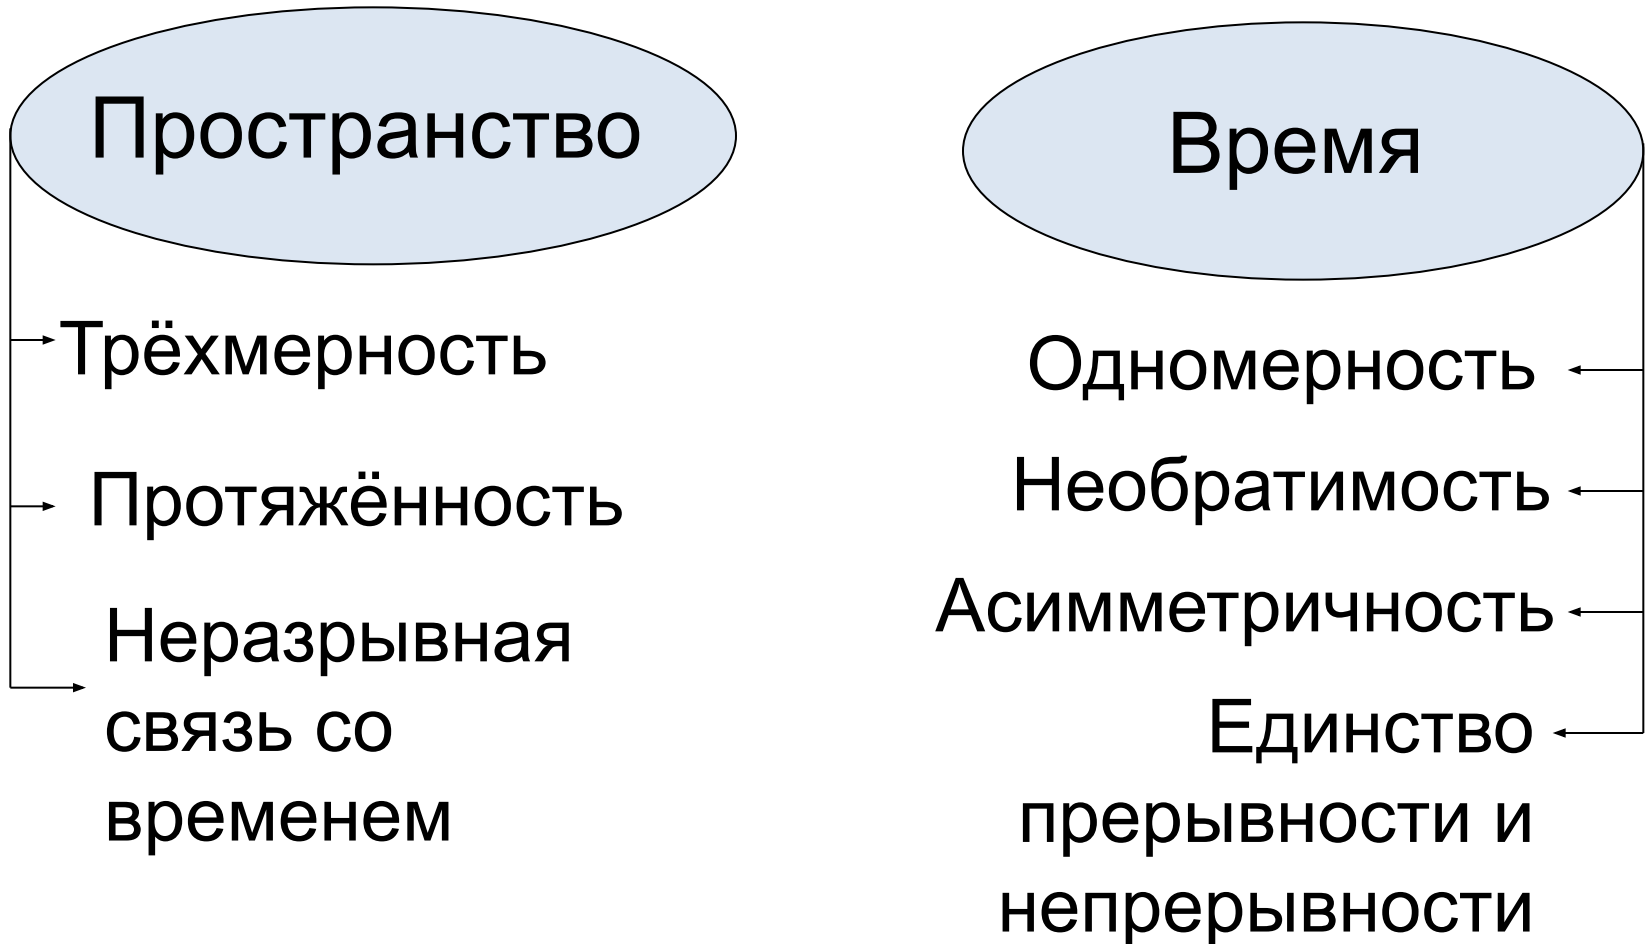 Пространство
Трёхмерность
Протяжённость
Неразрывная
связь со
временем
Время
Одномерность
Необратимость
Асимметричность
Единство
прерывности и
непрерывности